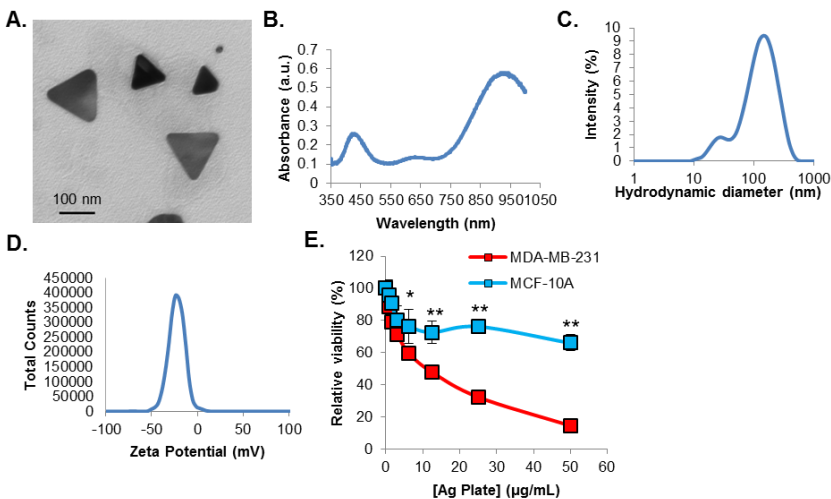 A.
100 nm
B.
Absorbance (a.u.)
0.7
0.6
0.5
0.4
0.3
0.2
0.1
0
350 450 550 650 750 850 950 1050
Wavelength (nm)
C.
Intensity (%)
10
9
8
7
6
5
4
3
2
1
0
1 10 100 1000
Hydrodynamic diameter (nm)
D.
Total Counts
450000
400000
350000
300000
250000
200000
150000
100000
50000
0
-100 -50 0 50 100
Zeta Potential (mV)
E.
Relative viability (%)
120
100
80
60
40
20
0
MDA-MB-231
MCF-10A
*
**
**
**
0 10 20 30 40 50 60
[Ag Plate] (µg/mL)